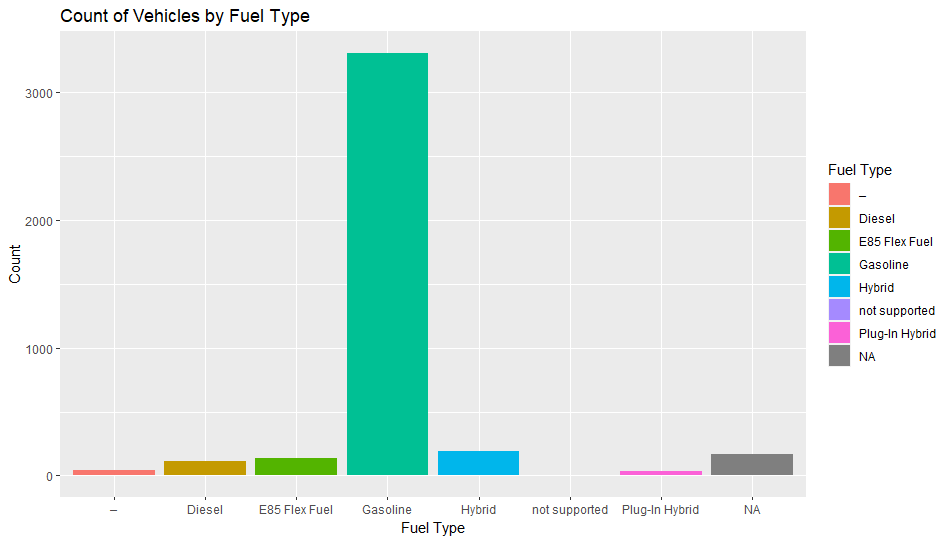 Count of Vehicles by Fuel Type
3000
2000
1000
0
Count
– Diesel E85 Flex Fuel Gasoline Hybrid not supported Plug-In Hybrid NA
Fuel Type
Fuel Type
–
Diesel
E85 Flex Fuel
Gasoline
Hybrid
not supported
Plug-In Hybrid
NA